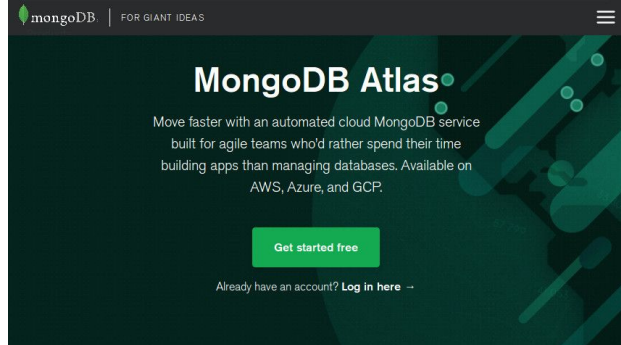 mongoDB. FOR GIANT IDEAS
MongoDB Atlas
Move faster with an automated cloud MongoDB service
built for agile teams who'd rather spend their time
building apps than managing databases. Available on
AWS, Azure, and GCP.
Get started free
Already have an account? Log in here →